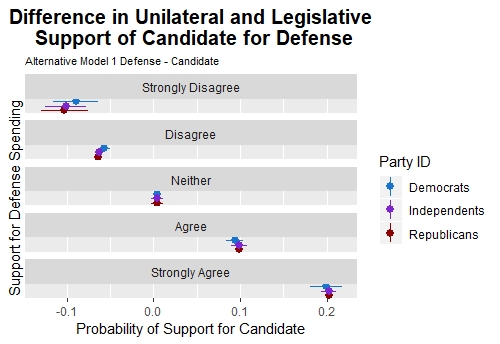 Difference in Unilateral and Legislative
Support of Candidate for Defense
Alternative Model 1 Defense - Candidate
Support for Defense Spending
Strongly Disagree
Disagree
Neither
Agree
Strongly Agree
-0.1 0.0 0.1 0.2
Probability of Support for Candidate
Party ID
Democrats
Independents
Republicans